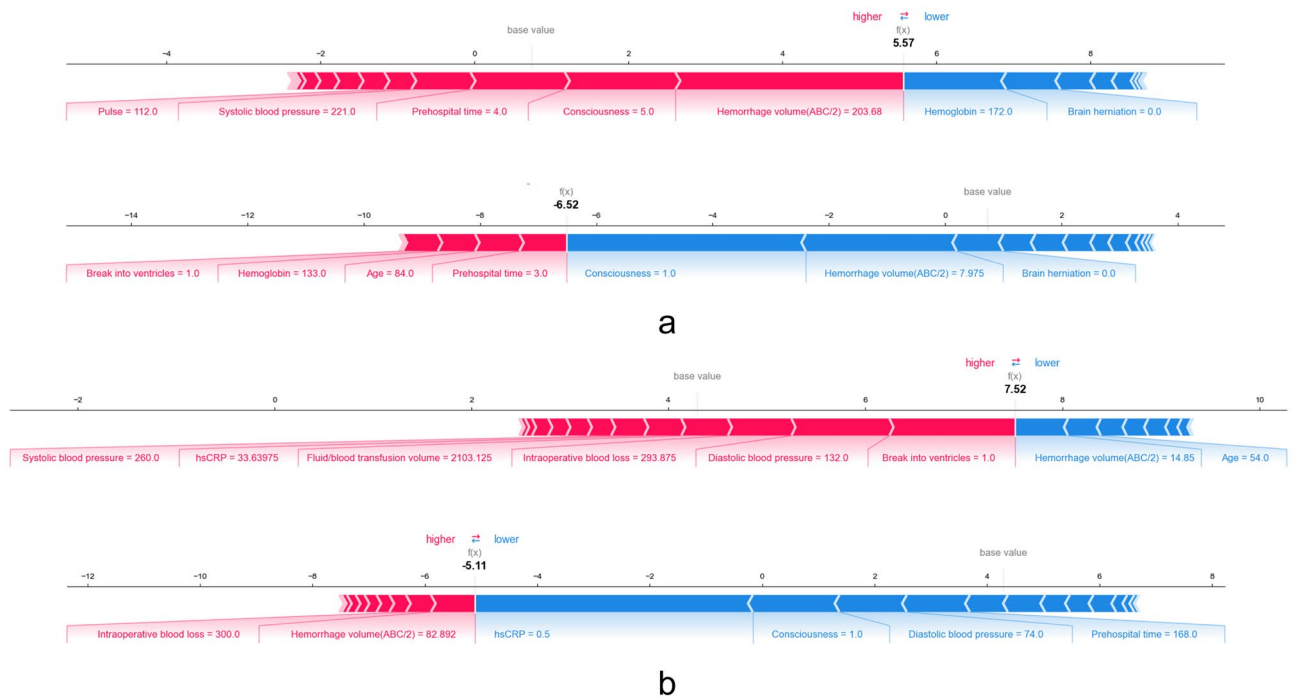 higher ⇄ lower
base value f(x)
5.57
−4 −2 0 2 4 6 8
Pulse = 112.0 Systolic blood pressure = 221.0 Prehospital time = 4.0 Consciousness = 5.0 Hemorrhage volume(ABC/2) = 203.68 Hemoglobin = 172.0 Brain herniation = 0.0
f(x) base value
-6.52
−14 −12 −10 −8 −6 −4 −2 0 2 4
Break into ventricles = 1.0 Hemoglobin = 133.0 Age = 84.0 Prehospital time = 3.0 Consciousness = 1.0 Hemorrhage volume(ABC/2) = 7.975 Brain herniation = 0.0
a
higher ⇄ lower
base value f(x)
7.52
−2 0 2 4 6 8 10
Systolic blood pressure = 260.0 hsCRP = 33.63975 Fluid/blood transfusion volume = 2103.125 Intraoperative blood loss = 293.875 Diastolic blood pressure = 132.0 Break into ventricles = 1.0 Hemorrhage volume(ABC/2) = 14.85 Age = 54.0
higher ⇄ lower
f(x) base value
-5.11
−12 −10 −8 −6 −4 −2 0 2 4 6 8
Intraoperative blood loss = 300.0 Hemorrhage volume(ABC/2) = 82.892 hsCRP = 0.5 Consciousness = 1.0 Diastolic blood pressure = 74.0 Prehospital time = 168.0
b